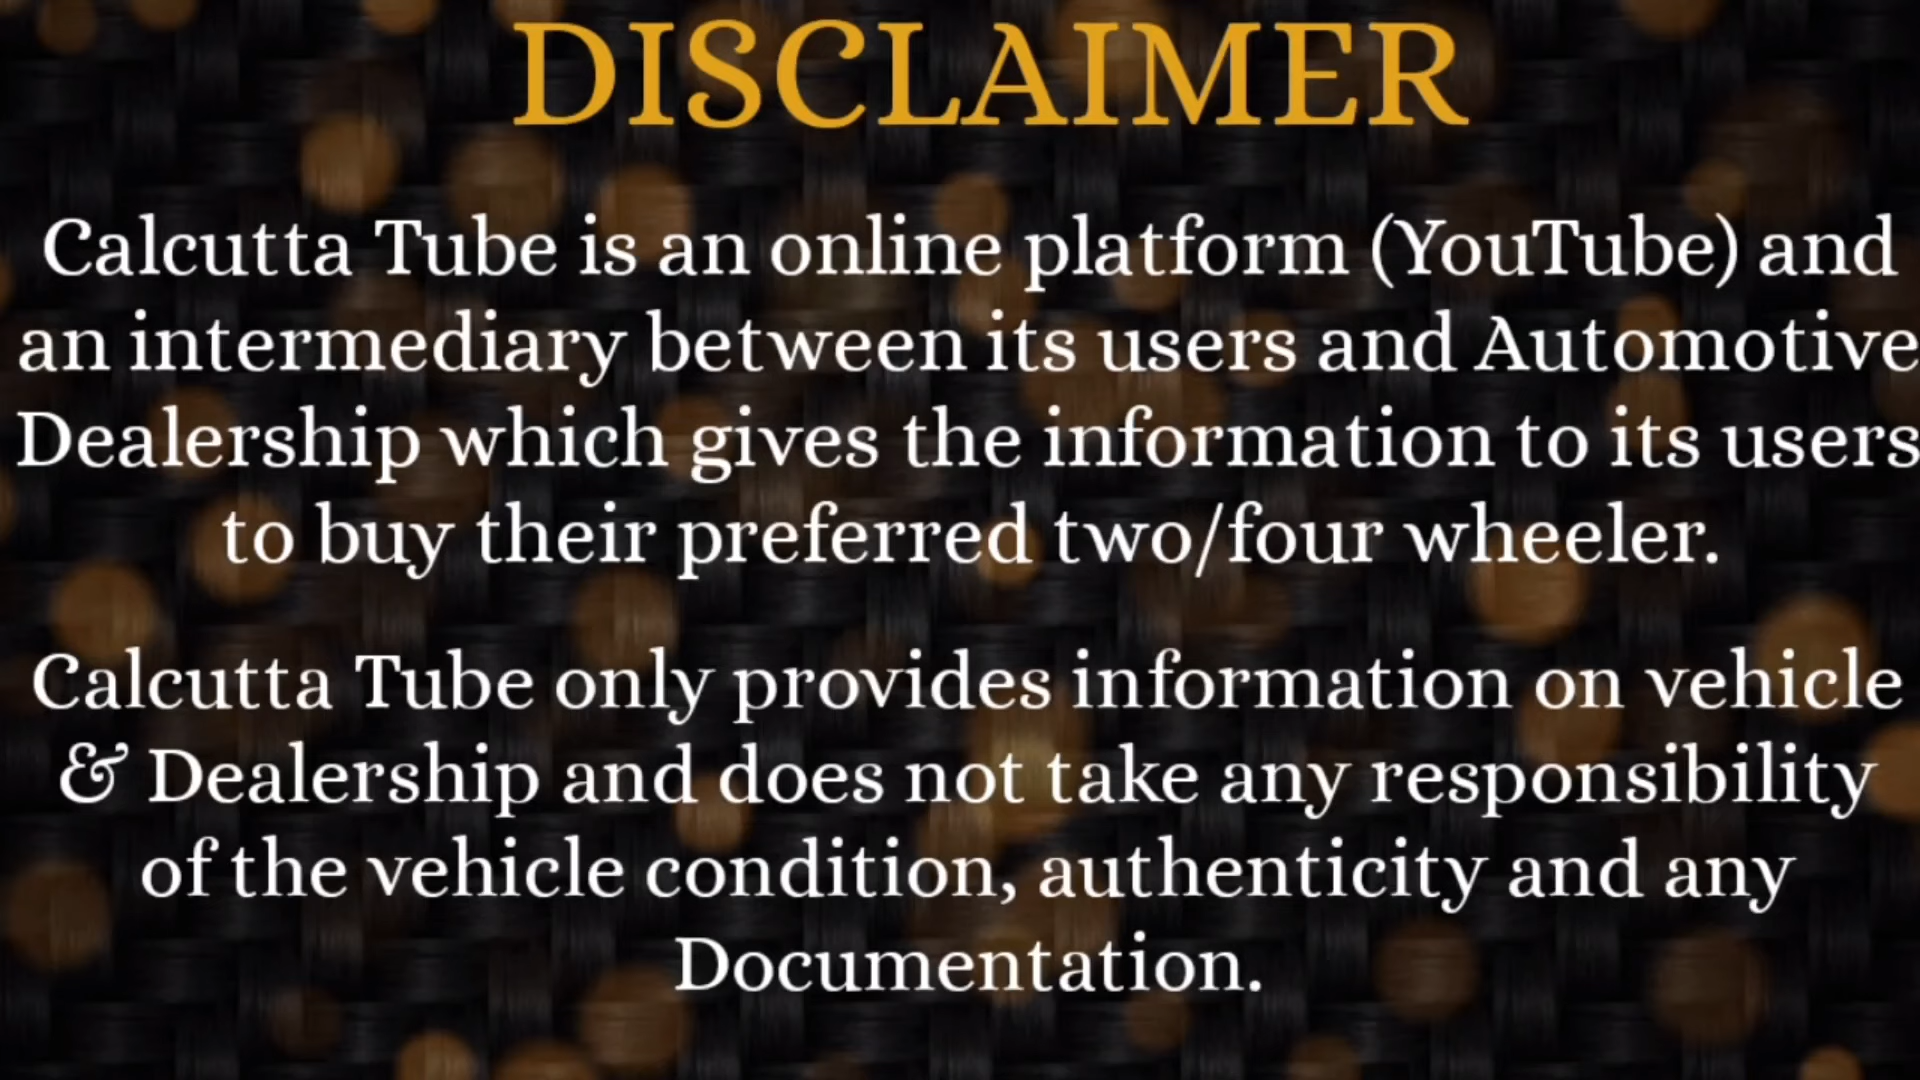 DISCLAIMER
Calcutta Tube is an online platform (YouTube) and
an intermediary between its users and Automotive
Dealership which gives the information to its users
to buy their preferred two/four wheeler.
Calcutta Tube only provides information on vehicle
& Dealership and does not take any responsibility
of the vehicle condition, authenticity and any
Documentation.